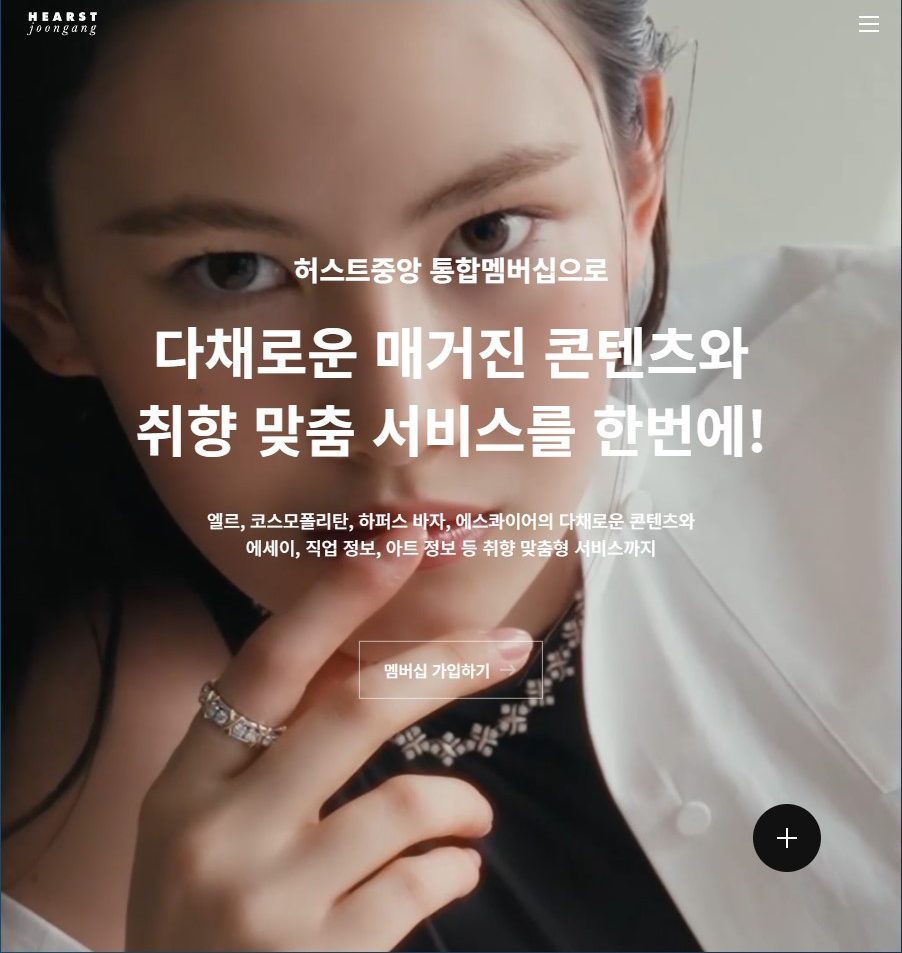 HEARST
joongang
허스트중앙 통합멤버십으로
다채로운 매거진 콘텐츠와
취향 맞춤 서비스를 한번에!
엘르, 코스모폴리탄, 하퍼스 바자, 에스콰이어의 다채로운 콘텐츠와
에세이, 직업 정보, 아트 정보 등 취향 맞춤형 서비스까지
멤버십 가입하기 →